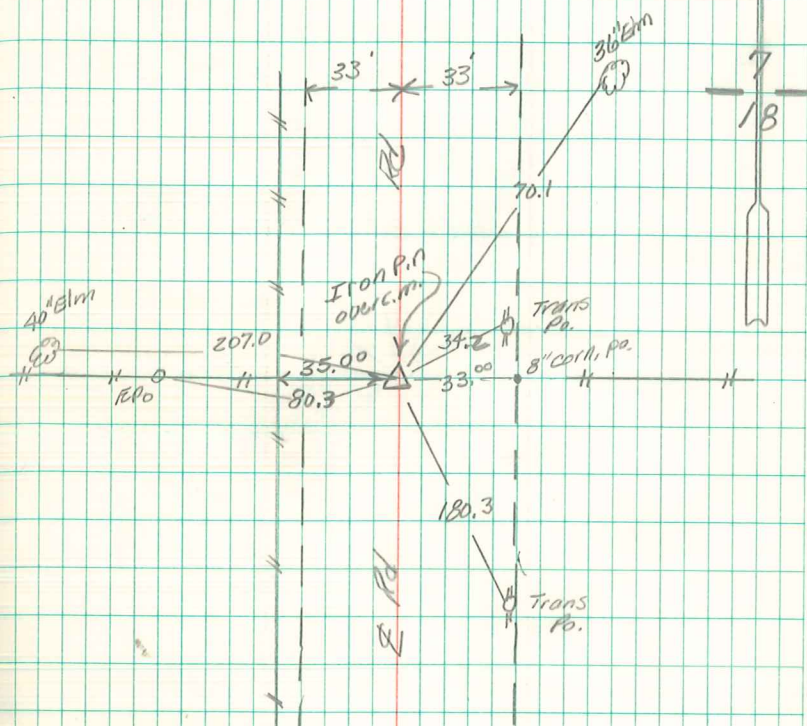 36"Elm
33' 33'
7
18
Rd
70.1
Iron Pin
over c.m.
40"Elm
207.0
34.2
Trans
Po.
35.00
33.00
8" corn. po.
80.3
180.3
Rd
Trans
Po.